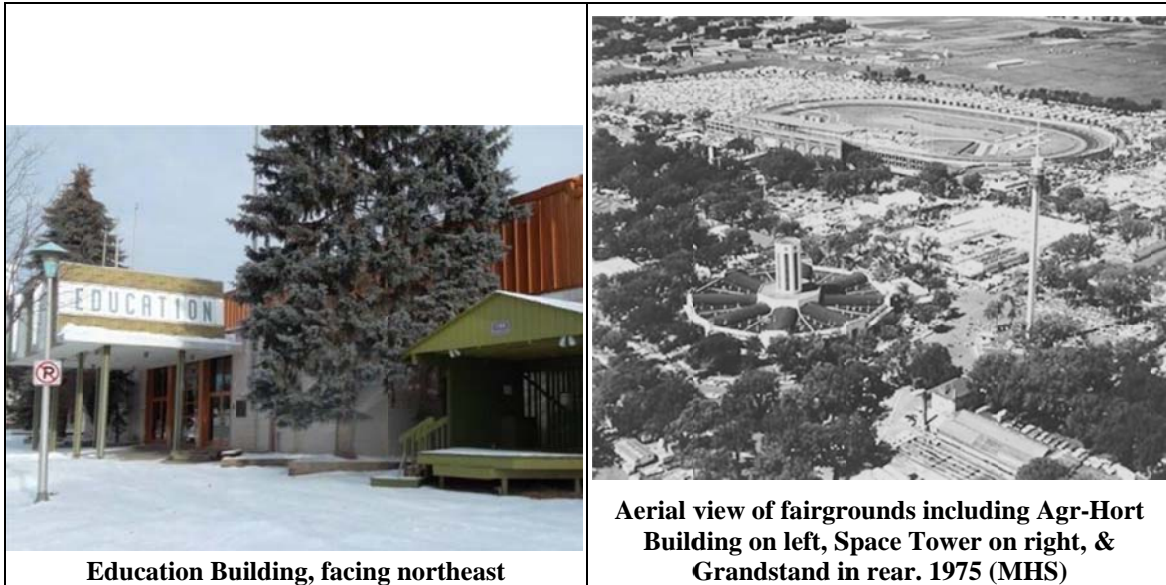 EDUCATION
Education Building, facing northeast
Aerial view of fairgrounds including Agr-Hort
Building on left, Space Tower on right, &
Grandstand in rear. 1975 (MHS)